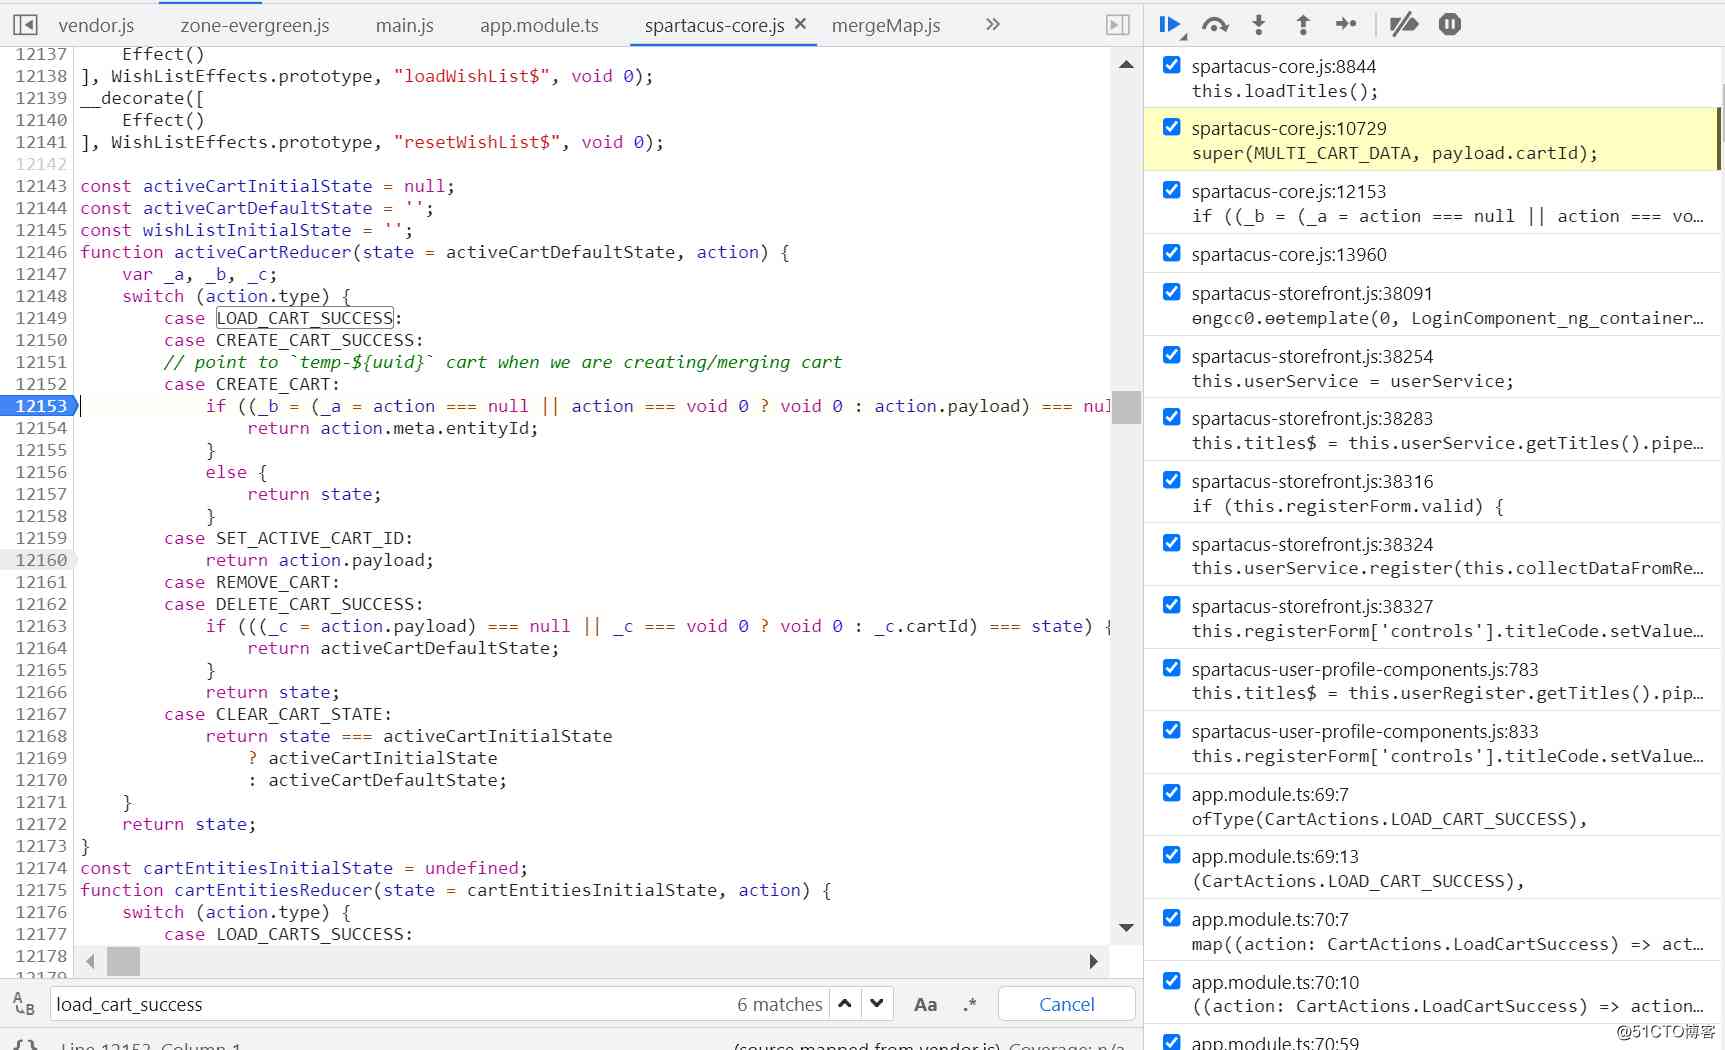 vendor.js zone-evergreen.js main.js app.module.ts spartacus-core.js × mergeMap.js »
12137 Effect()
12138 ], WishListEffects.prototype, "loadWishList$", void 0);
12139 __decorate([
12140 Effect()
12141 ], WishListEffects.prototype, "resetWishList$", void 0);
12142
12143 const activeCartInitialState = null;
12144 const activeCartDefaultState = '';
12145 const wishListInitialState = '';
12146 function activeCartReducer(state = activeCartDefaultState, action) {
12147 var _a, _b, _c;
12148 switch (action.type) {
12149 case LOAD_CART_SUCCESS:
12150 case CREATE_CART_SUCCESS:
12151 // point to `temp-${uuid}` cart when we are creating/merging cart
12152 case CREATE_CART:
12153 if ((_b = (_a = action === null || action === void 0 ? void 0 : action.payload) === nul
12154 return action.meta.entityId;
12155 }
12156 else {
12157 return state;
12158 }
12159 case SET_ACTIVE_CART_ID:
12160 return action.payload;
12161 case REMOVE_CART:
12162 case DELETE_CART_SUCCESS:
12163 if (((_c = action.payload) === null || _c === void 0 ? void 0 : _c.cartId) === state) {
12164 return activeCartDefaultState;
12165 }
12166 return state;
12167 case CLEAR_CART_STATE:
12168 return state === activeCartInitialState
12169 ? activeCartInitialState
12170 : activeCartDefaultState;
12171 }
12172 return state;
12173 }
12174 const cartEntitiesInitialState = undefined;
12175 function cartEntitiesReducer(state = cartEntitiesInitialState, action) {
12176 switch (action.type) {
12177 case LOAD_CARTS_SUCCESS:
12178
12179
load_cart_success 6 matches Aa .* Cancel
{} Line 12153, Column 1 (source mapped from vendor.js) Coverage: n/a
spartacus-core.js:8844
this.loadTitles();
spartacus-core.js:10729
super(MULTI_CART_DATA, payload.cartId);
spartacus-core.js:12153
if ((_b = (_a = action === null || action === vo…
spartacus-core.js:13960
spartacus-storefront.js:38091
ɵngcc0.ɵɵtemplate(0, LoginComponent_ng_container…
spartacus-storefront.js:38254
this.userService = userService;
spartacus-storefront.js:38283
this.titles$ = this.userService.getTitles().pipe…
spartacus-storefront.js:38316
if (this.registerForm.valid) {
spartacus-storefront.js:38324
this.userService.register(this.collectDataFromRe…
spartacus-storefront.js:38327
this.registerForm['controls'].titleCode.setValue…
spartacus-user-profile-components.js:783
this.titles$ = this.userRegister.getTitles().pip…
spartacus-user-profile-components.js:833
this.registerForm['controls'].titleCode.setValue…
app.module.ts:69:7
ofType(CartActions.LOAD_CART_SUCCESS),
app.module.ts:69:13
(CartActions.LOAD_CART_SUCCESS),
app.module.ts:70:7
map((action: CartActions.LoadCartSuccess) => act…
app.module.ts:70:10
((action: CartActions.LoadCartSuccess) => action…
app.module.ts:70:59
@51CTO博客